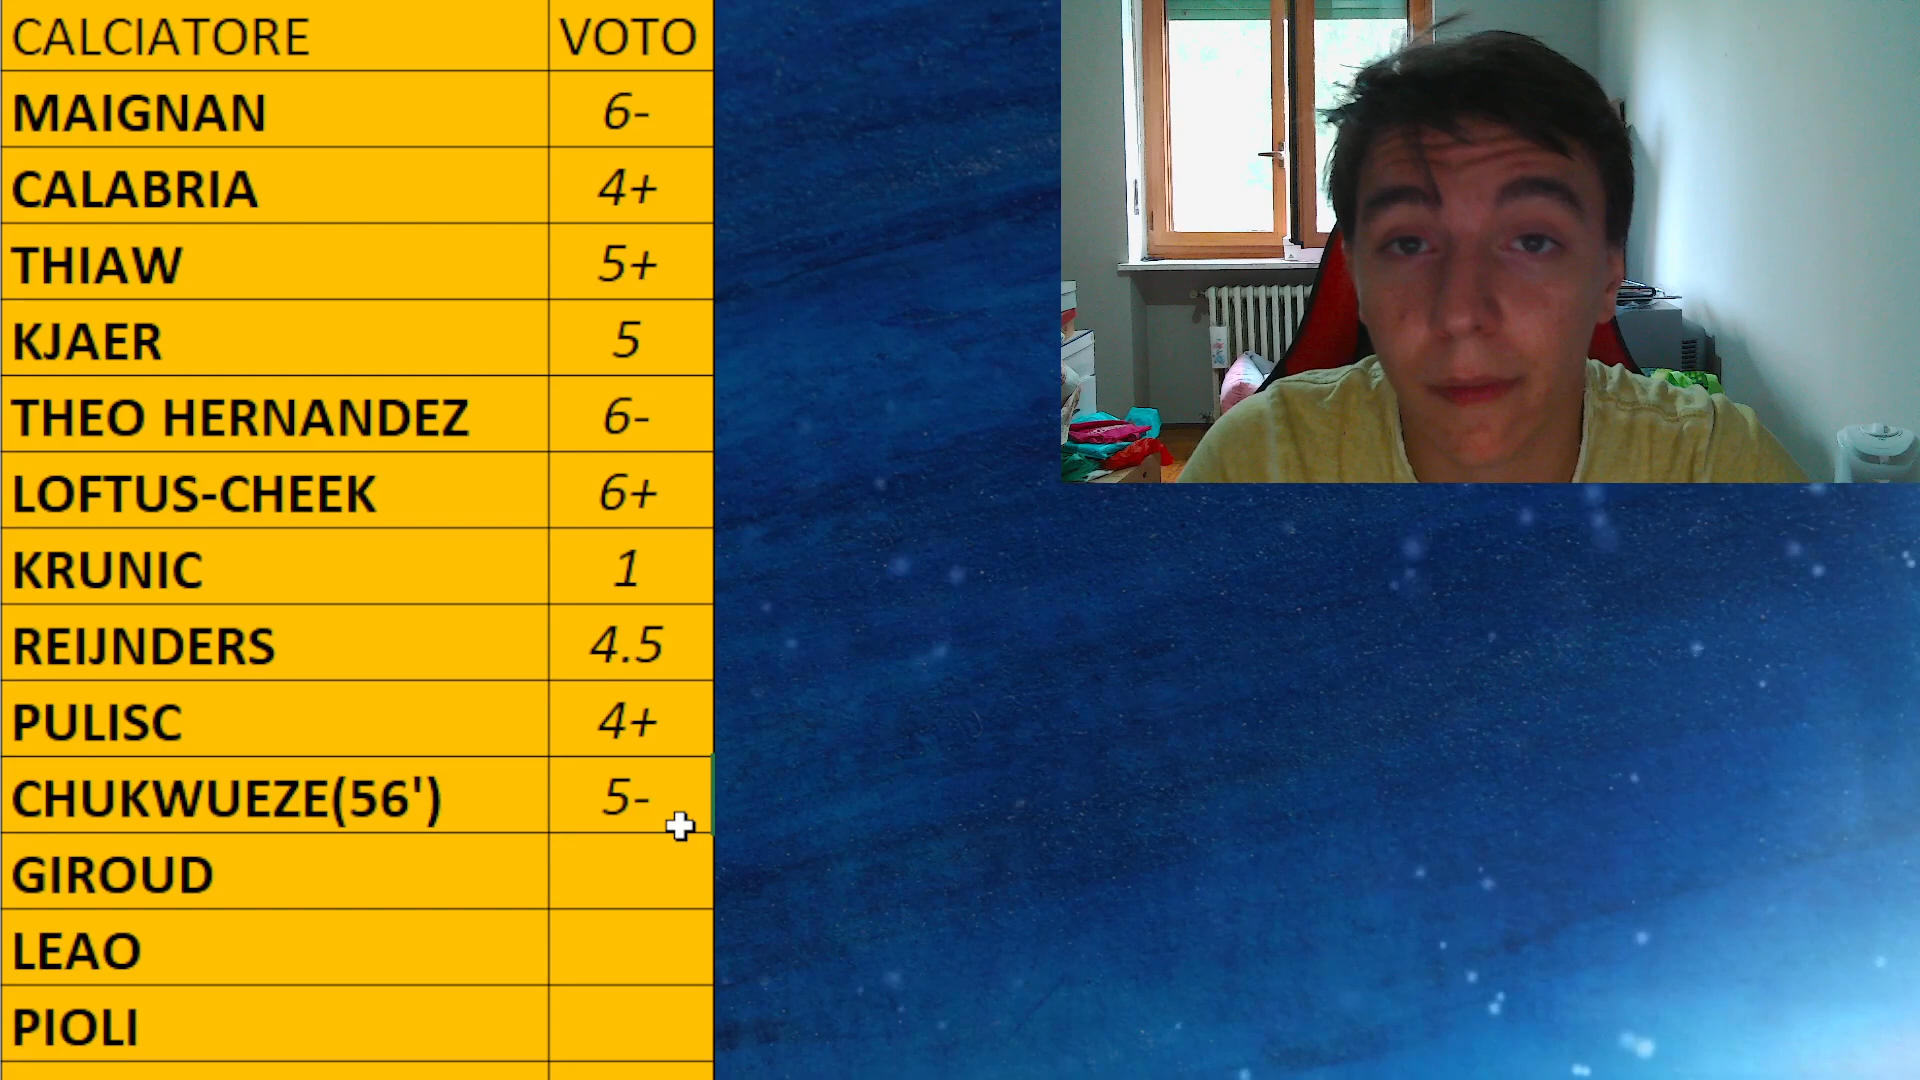 CALCIATORE VOTO
MAIGNAN 6-
CALABRIA 4+
THIAW 5+
KJAER 5
THEO HERNANDEZ 6-
LOFTUS-CHEEK 6+
KRUNIC 1
REIJNDERS 4.5
PULISC 4+
CHUKWUEZE(56') 5-
GIROUD
LEAO
PIOLI